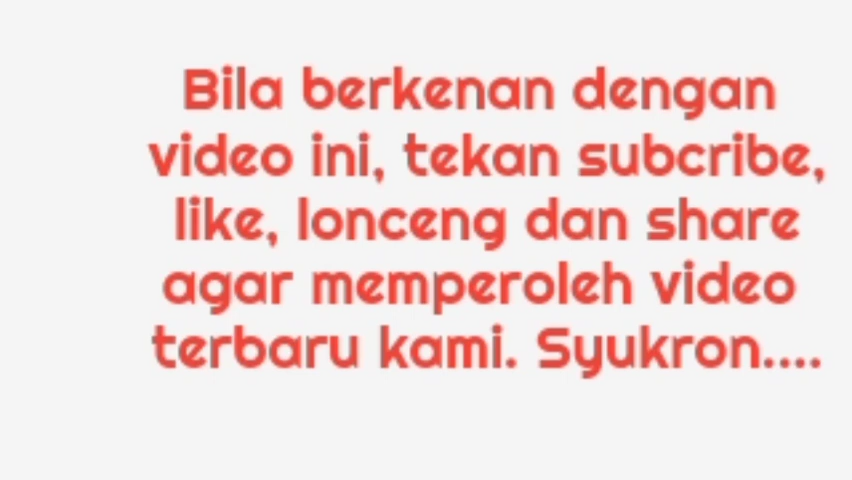 Bila berkenan dengan
video ini, tekan subcribe,
like, lonceng dan share
agar memperoleh video
terbaru kami. Syukron....